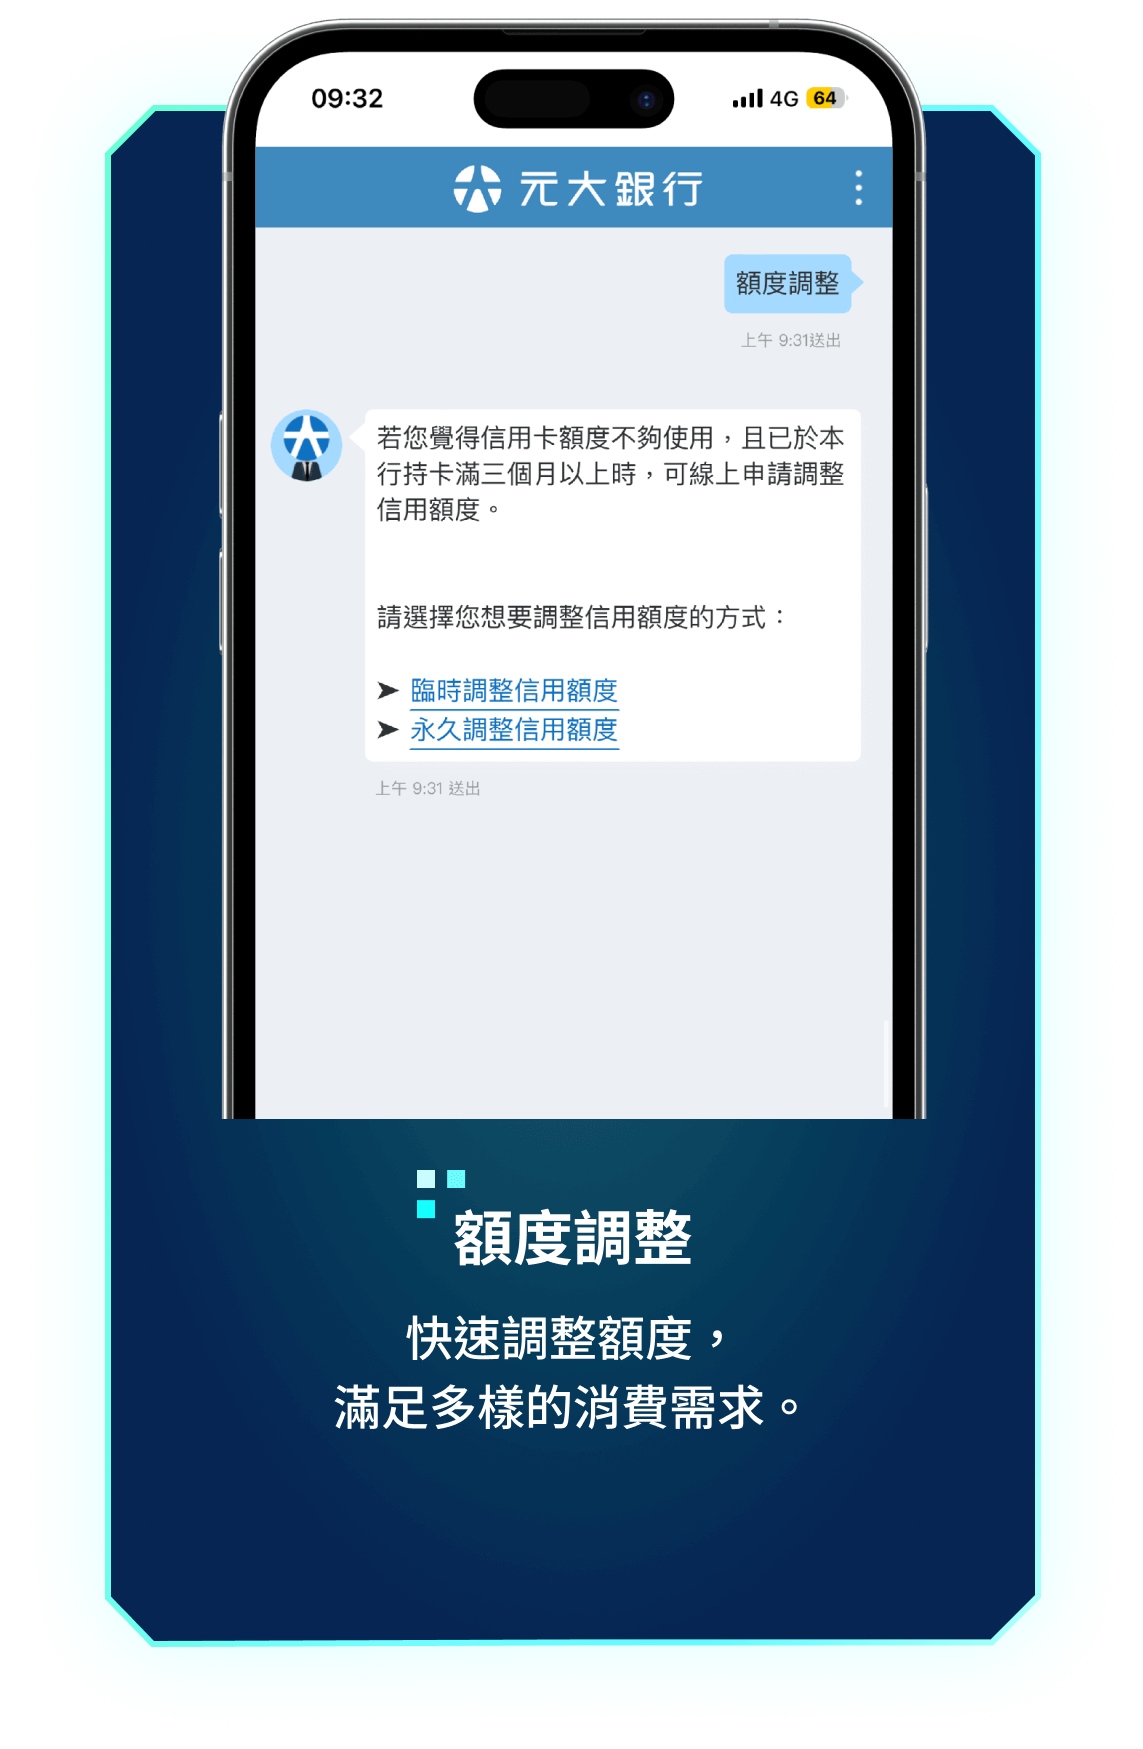 09:32
4G 64
元大銀行
額度調整
上午 9:31送出
若您覺得信用卡額度不夠使用，且已於本
行持卡滿三個月以上時，可線上申請調整
信用額度。
請選擇您想要調整信用額度的方式：
➤ 臨時調整信用額度
➤ 永久調整信用額度
上午 9:31 送出
額度調整
快速調整額度，
滿足多樣的消費需求。